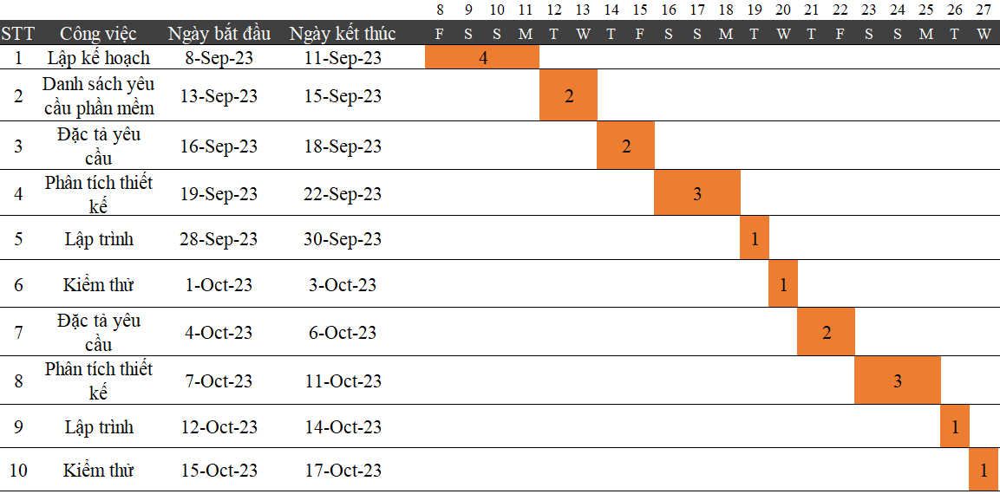 8 9 10 11 12 13 14 15 16 17 18 19 20 21 22 23 24 25 26 27
STT Công việc Ngày bắt đầu Ngày kết thúc F S S M T W T F S S M T W T F S S M T W
1 Lập kế hoạch 8-Sep-23 11-Sep-23 4
Danh sách yêu
2 13-Sep-23 15-Sep-23 2
cầu phần mềm
Đặc tả yêu
3 16-Sep-23 18-Sep-23 2
cầu
Phân tích thiết
4 19-Sep-23 22-Sep-23 3
kế
5 Lập trình 28-Sep-23 30-Sep-23 1
6 Kiểm thử 1-Oct-23 3-Oct-23 1
Đặc tả yêu
7 4-Oct-23 6-Oct-23 2
cầu
Phân tích thiết
8 7-Oct-23 11-Oct-23 3
kế
9 Lập trình 12-Oct-23 14-Oct-23 1
10 Kiểm thử 15-Oct-23 17-Oct-23 1